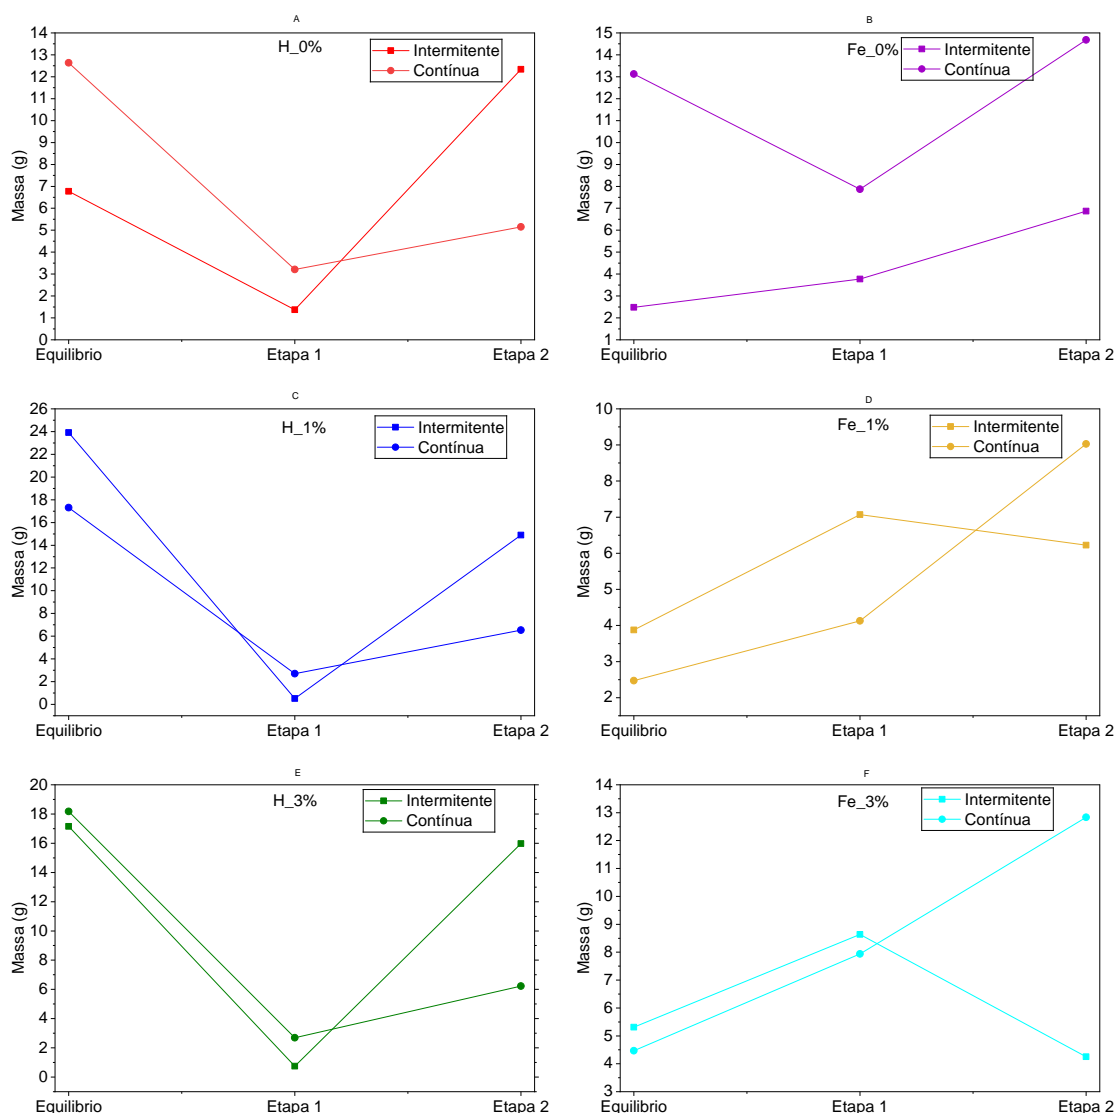 A
H_0%
Intermitente
Contínua
Massa (g)
14
13
12
11
10
9
8
7
6
5
4
3
2
1
0
Equilibrio
Etapa 1
Etapa 2
B
Fe_0%
Intermitente
Contínua
Massa (g)
15
14
13
12
11
10
9
8
7
6
5
4
3
2
1
Equilibrio
Etapa 1
Etapa 2
C
H_1%
Intermitente
Contínua
Massa (g)
26
24
22
20
18
16
14
12
10
8
6
4
2
0
Equilibrio
Etapa 1
Etapa 2
D
Fe_1%
Intermitente
Contínua
Massa (g)
10
9
8
7
6
5
4
3
2
Equilibrio
Etapa 1
Etapa 2
E
H_3%
Intermitente
Contínua
Massa (g)
20
18
16
14
12
10
8
6
4
2
0
Equilibrio
Etapa 1
Etapa 2
F
Fe_3%
Intermitente
Contínua
Massa (g)
14
13
12
11
10
9
8
7
6
5
4
3
Equilibrio
Etapa 1
Etapa 2